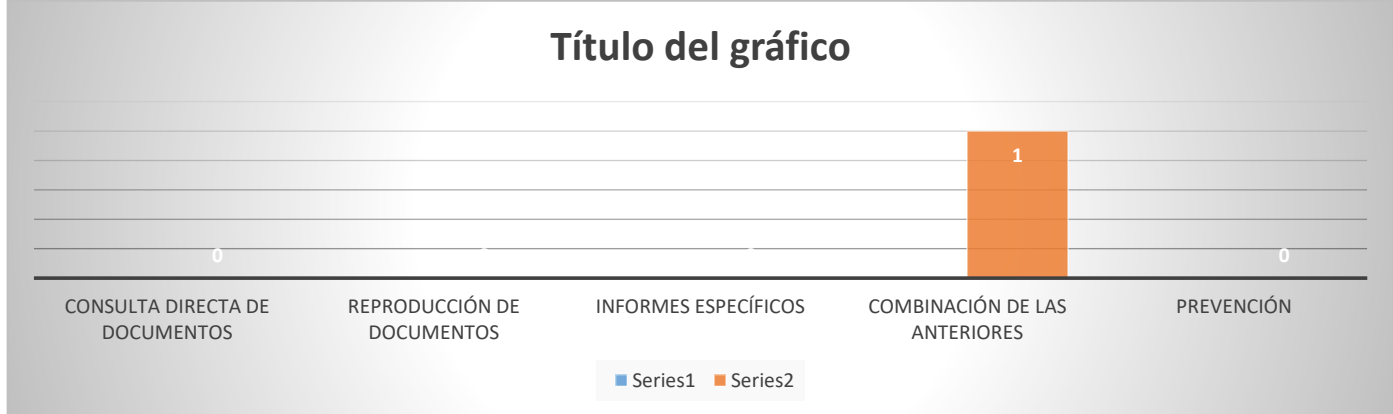 Título del gráfico
1
0
0
CONSULTA DIRECTA DE
DOCUMENTOS
REPRODUCCIÓN DE
DOCUMENTOS
INFORMES ESPECÍFICOS
COMBINACIÓN DE LAS
ANTERIORES
PREVENCIÓN
Series1 Series2